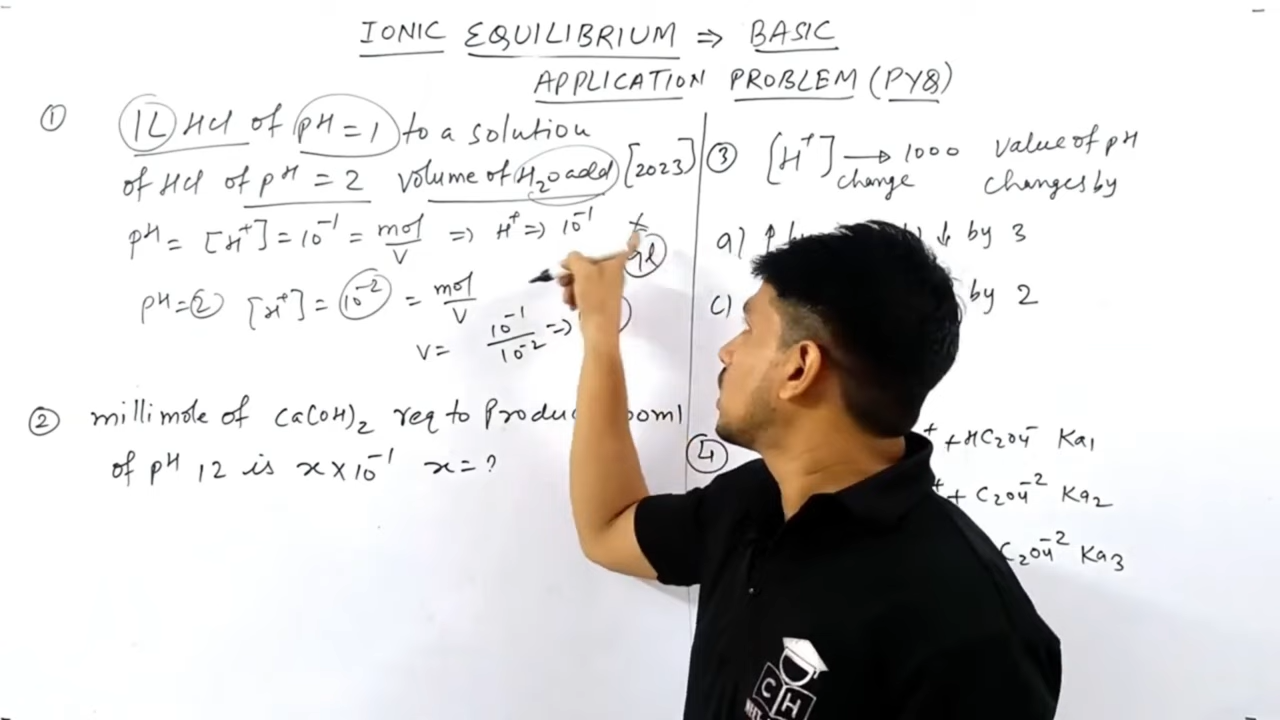 IONIC EQUILIBRIUM ⇒ BASIC
APPLICATION PROBLEM (PYQ)
① 1L HCl of pH = 1 to a solution
of HCl of pH = 2 volume of H₂O add [2023]
pH = [H⁺] = 10⁻¹ = mol/V ⇒ H⁺ ⇒ 10⁻¹
9l
pH = 2 [H⁺] = 10⁻² = mol/V
V = 10⁻¹/10⁻² ⇒
② millimole of Ca(OH)₂ req to Produc 00ml
of pH 12 is x × 10⁻¹ x = ?
③ [H⁺] → 1000 value of pH
change changes by
a) ↑ ↓ by 3
c) by 2
④ ⁺ + HC₂O₄⁻ Ka₁
⁺ + C₂O₄⁻² Ka₂
C₂O₄⁻² Ka₃
C H